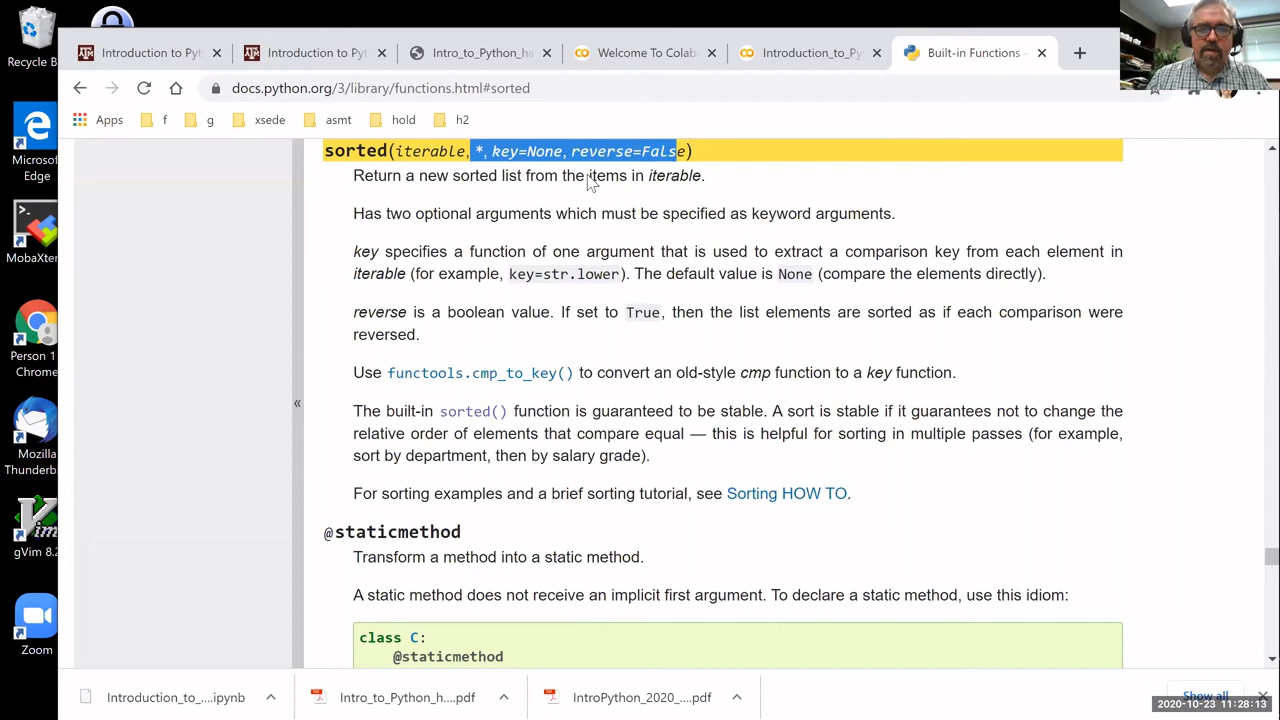 Recycle B
Introduction to Py
Introduction to Pyt
Intro_to_Python_h
Welcome To Colab
Introduction_to_Py
Built-in Functions -
docs.python.org/3/library/functions.html#sorted
Apps
f
g
xsede
asmt
hold
h2
Microsof
Edge
MobaXter
Person 1
Chrome
Mozilla
Thunderbi
gVim 8.2
Zoom
sorted(iterable, *, key=None, reverse=False)
Return a new sorted list from the items in iterable.
Has two optional arguments which must be specified as keyword arguments.
key specifies a function of one argument that is used to extract a comparison key from each element in
iterable (for example, key=str.lower). The default value is None (compare the elements directly).
reverse is a boolean value. If set to True, then the list elements are sorted as if each comparison were
reversed.
Use functools.cmp_to_key() to convert an old-style cmp function to a key function.
«
The built-in sorted() function is guaranteed to be stable. A sort is stable if it guarantees not to change the
relative order of elements that compare equal — this is helpful for sorting in multiple passes (for example,
sort by department, then by salary grade).
For sorting examples and a brief sorting tutorial, see Sorting HOW TO.
@staticmethod
Transform a method into a static method.
A static method does not receive an implicit first argument. To declare a static method, use this idiom:
class C:
@staticmethod
Introduction_to_....ipynb
Intro_to_Python_h....pdf
IntroPython_2020_....pdf
Show all
2020-10-23 11:28:13